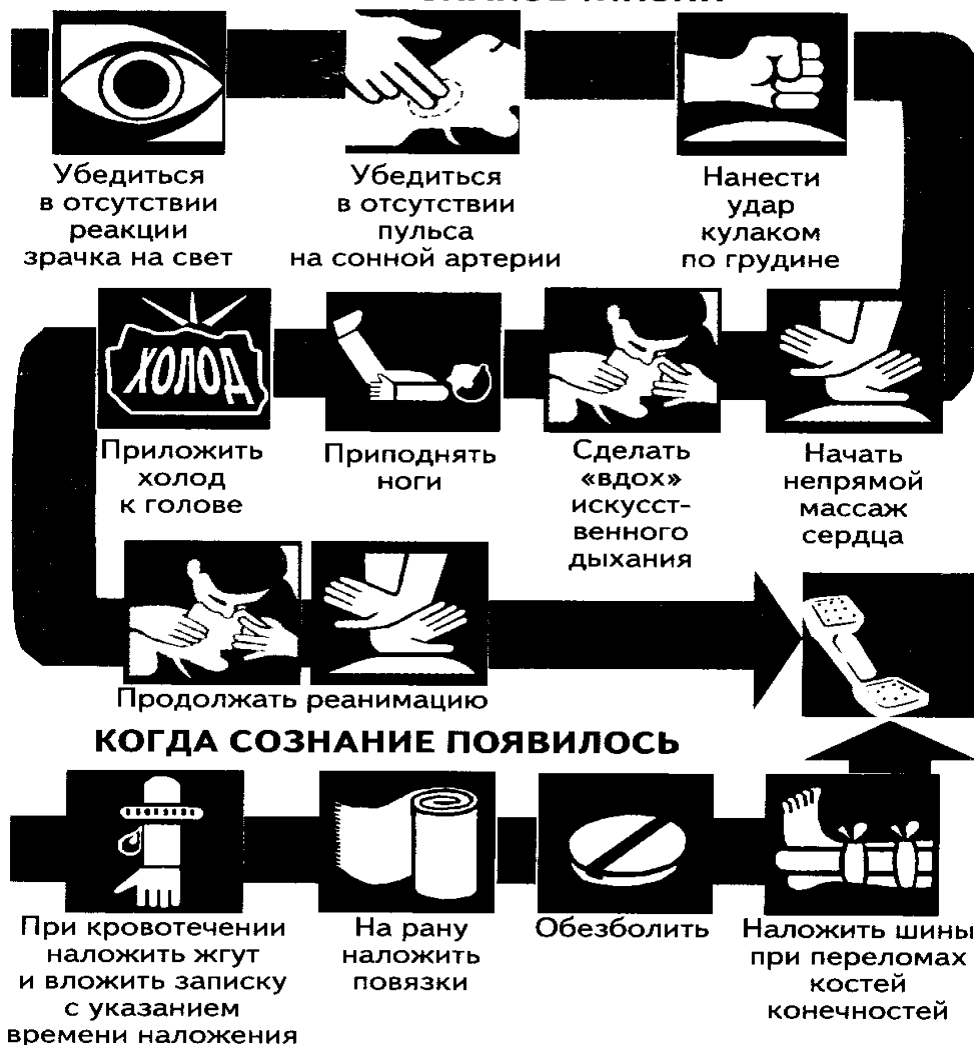 Убедиться
в отсутствии
реакции
зрачка на свет
Убедиться
в отсутствии
пульса
на сонной артерии
Нанести
удар
кулаком
по грудине
ХОЛОД
Приложить
холод
к голове
Приподнять
ноги
Сделать
«вдох»
искусст-
венного
дыхания
Начать
непрямой
массаж
сердца
Продолжать реанимацию
КОГДА СОЗНАНИЕ ПОЯВИЛОСЬ
При кровотечении
наложить жгут
и вложить записку
с указанием
времени наложения
На рану
наложить
повязки
Обезболить
Наложить шины
при переломах
костей
конечностей